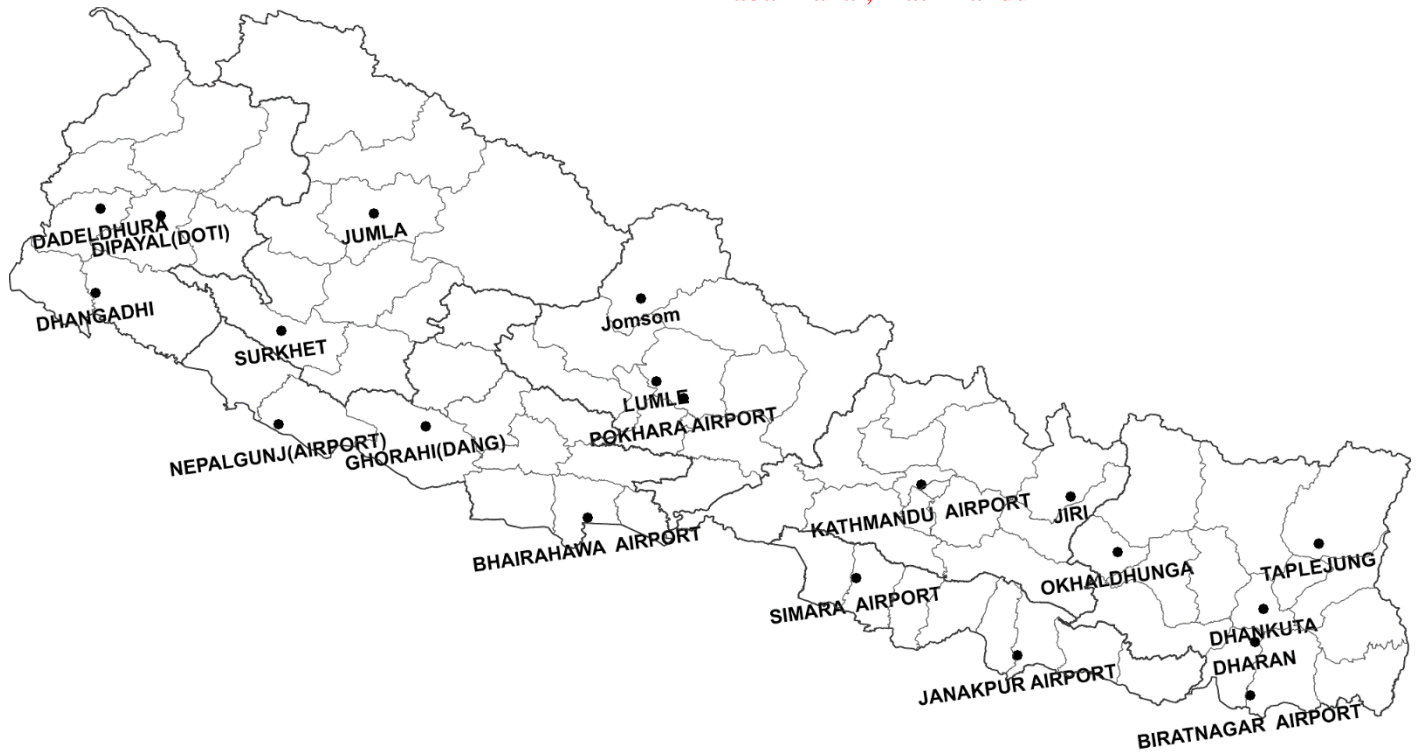 DADELDHURA
DIPAYAL(DOTI)
JUMLA
DHANGADHI
Jomsom
SURKHET
LUMLE
POKHARA AIRPORT
NEPALGUNJ(AIRPORT)
GHORAHI(DANG)
KATHMANDU AIRPORT
JIRI
BHAIRAHAWA AIRPORT
OKHALDHUNGA
TAPLEJUNG
SIMARA AIRPORT
DHANKUTA
DHARAN
JANAKPUR AIRPORT
BIRATNAGAR AIRPORT